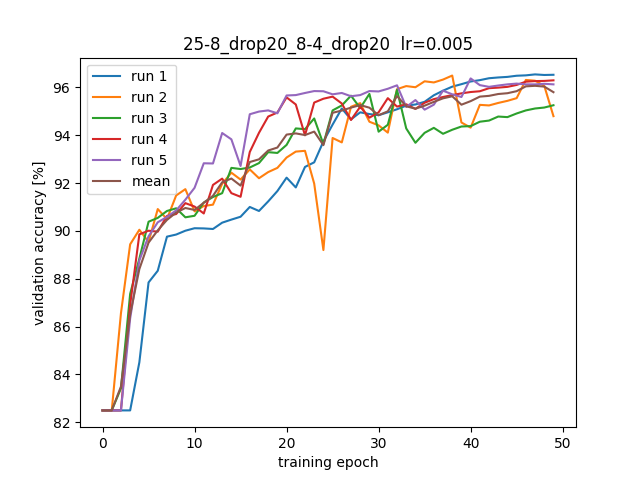 25-8_drop20_8-4_drop20 lr=0.005
validation accuracy [%]
96
94
92
90
88
86
84
82
run 1
run 2
run 3
run 4
run 5
mean
0 10 20 30 40 50
training epoch